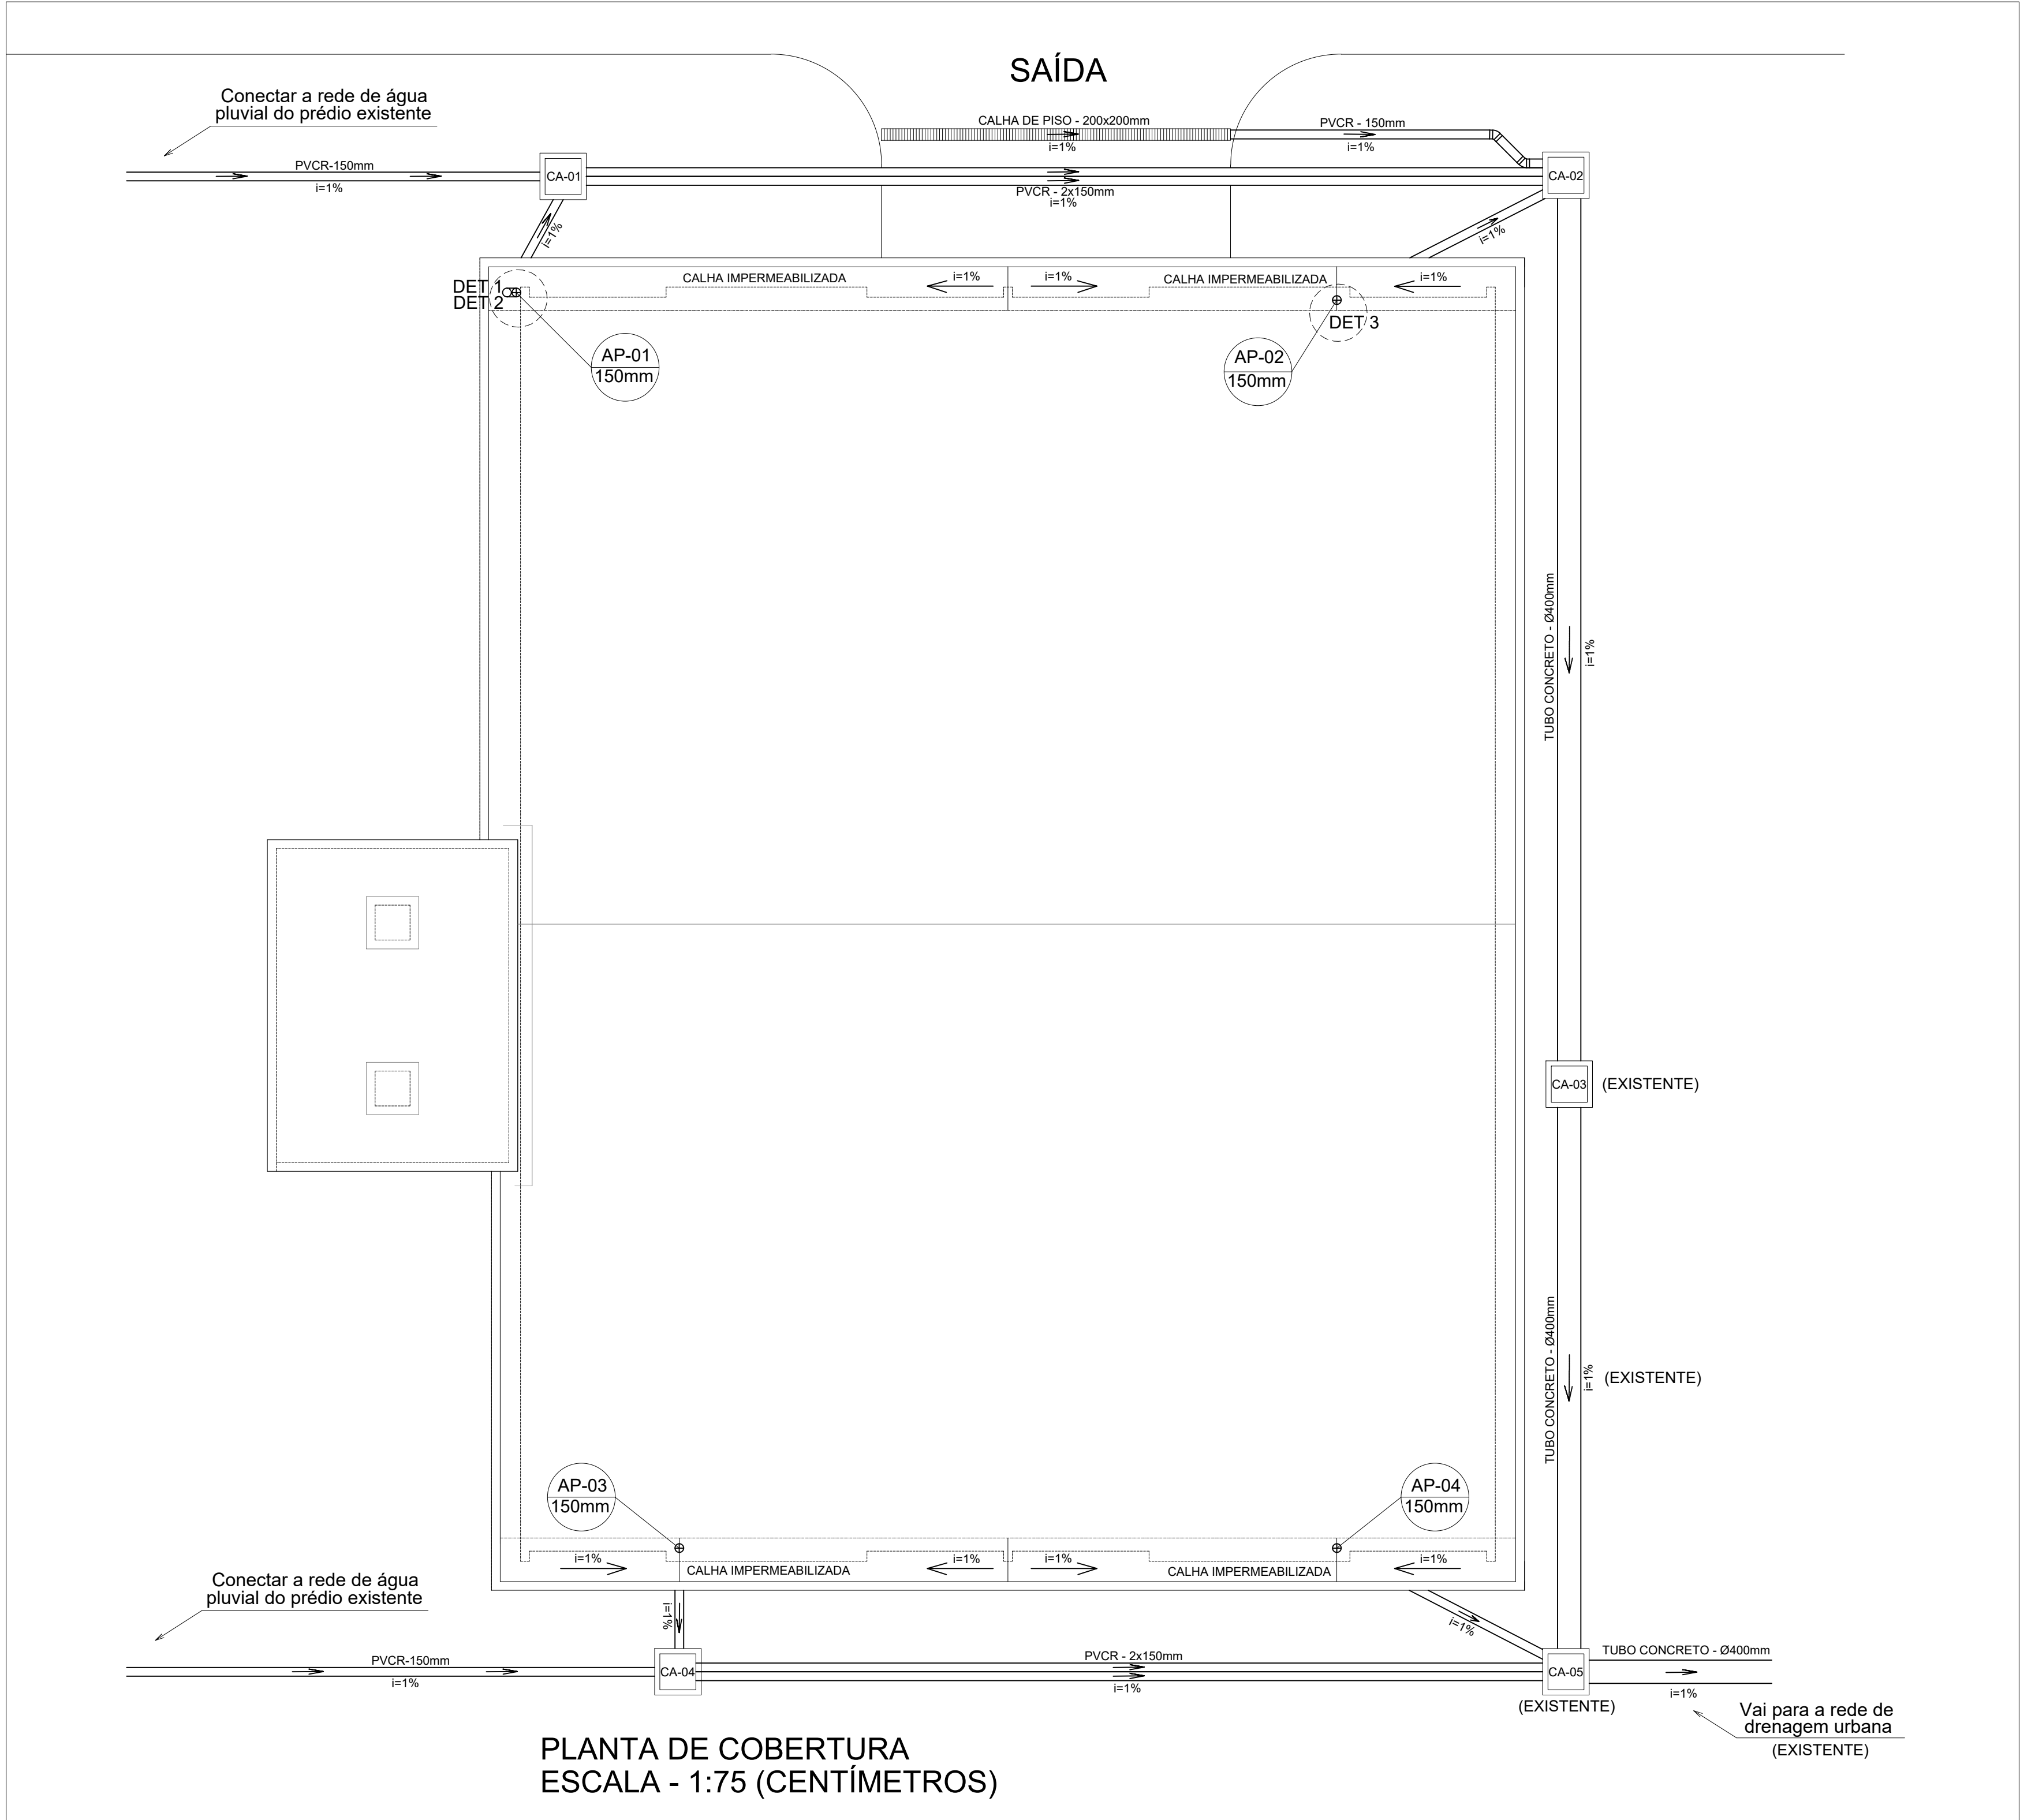 SAÍDA
Conectar a rede de água
pluvial do prédio existente
CALHA DE PISO - 200x200mm
i=1%
PVCR - 150mm
i=1%
PVCR-150mm
i=1%
CA-01
PVCR - 2x150mm
i=1%
CA-02
i=1%
i=1%
DET 1
DET 2
CALHA IMPERMEABILIZADA
i=1%
i=1%
CALHA IMPERMEABILIZADA
i=1%
DET 3
AP-01
150mm
AP-02
150mm
TUBO CONCRETO - Ø400mm
i=1%
CA-03
(EXISTENTE)
TUBO CONCRETO - Ø400mm
i=1%
(EXISTENTE)
AP-03
150mm
AP-04
150mm
i=1%
CALHA IMPERMEABILIZADA
i=1%
i=1%
CALHA IMPERMEABILIZADA
i=1%
Conectar a rede de água
pluvial do prédio existente
i=1%
i=1%
PVCR-150mm
i=1%
CA-04
PVCR - 2x150mm
i=1%
CA-05
(EXISTENTE)
TUBO CONCRETO - Ø400mm
i=1%
Vai para a rede de
drenagem urbana
(EXISTENTE)
PLANTA DE COBERTURA
ESCALA - 1:75 (CENTÍMETROS)